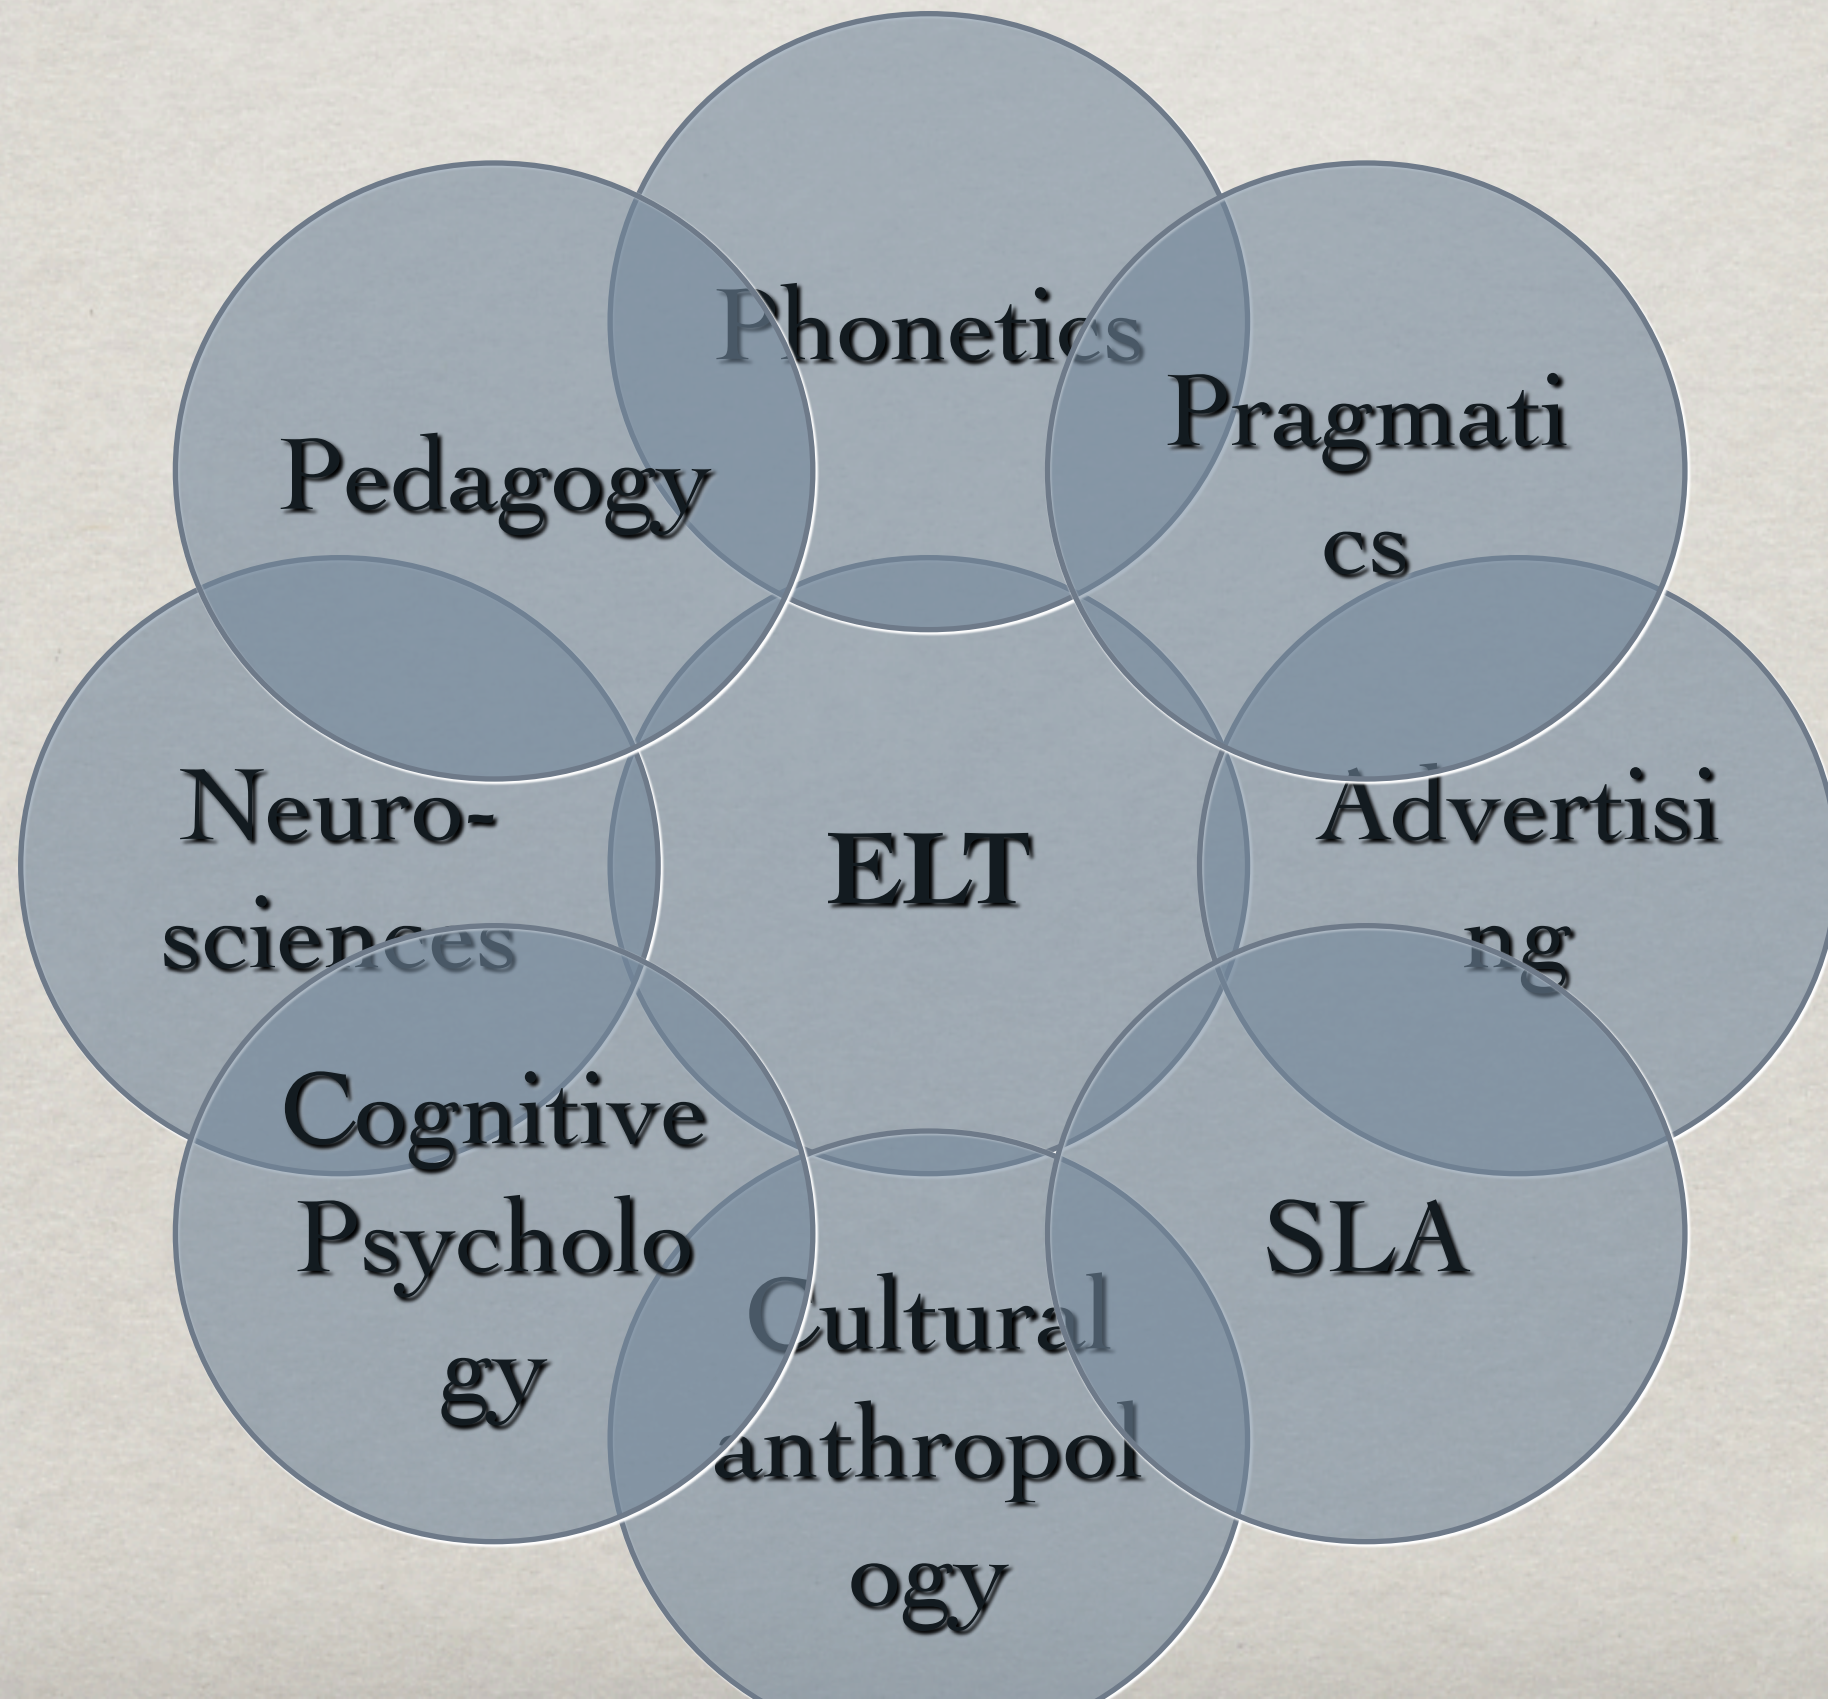 Phonetics
Pragmati
cs
Pedagogy
Neuro-
sciences
ELT
Advertisi
ng
Cognitive
Psycholo
gy
SLA
Cultural
anthropol
ogy